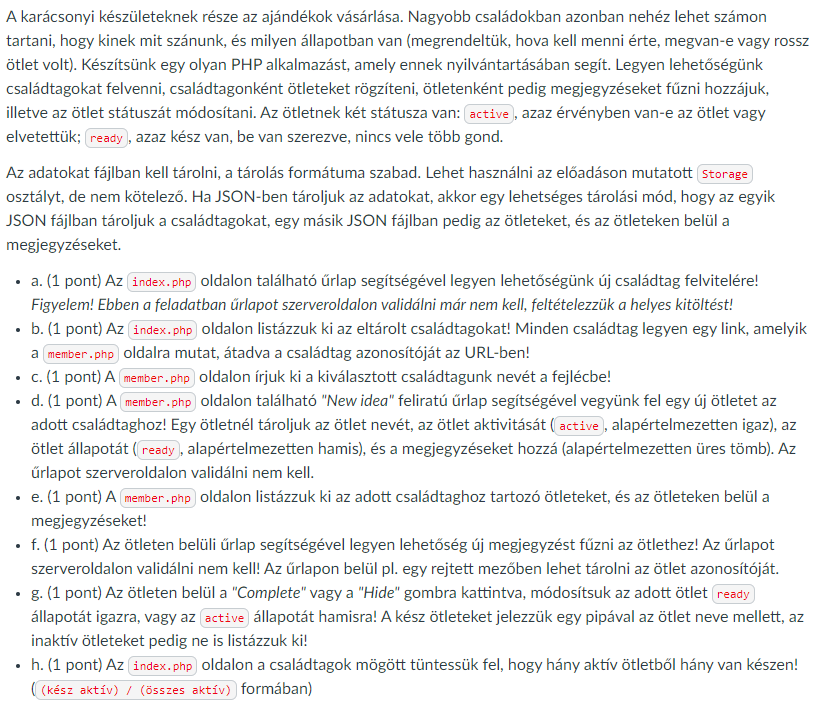 A karácsonyi készületeknek része az ajándékok vásárlása. Nagyobb családokban azonban nehéz lehet számon
tartani, hogy kinek mit szánunk, és milyen állapotban van (megrendeltük, hova kell menni érte, megvan-e vagy rossz
ötlet volt). Készítsünk egy olyan PHP alkalmazást, amely ennek nyilvántartásában segít. Legyen lehetőségünk
családtagokat felvenni, családtagonként ötleteket rögzíteni, ötletenként pedig megjegyzéseket fűzni hozzájuk,
illetve az ötlet státuszát módosítani. Az ötletnek két státusza van: active, azaz érvényben van-e az ötlet vagy
elvetettük; ready, azaz kész van, be van szerezve, nincs vele több gond.
Az adatokat fájlban kell tárolni, a tárolás formátuma szabad. Lehet használni az előadáson mutatott Storage
osztályt, de nem kötelező. Ha JSON-ben tároljuk az adatokat, akkor egy lehetséges tárolási mód, hogy az egyik
JSON fájlban tároljuk a családtagokat, egy másik JSON fájlban pedig az ötleteket, és az ötleteken belül a
megjegyzéseket.
• a. (1 pont) Az index.php oldalon található űrlap segítségével legyen lehetőségünk új családtag felvitelére!
Figyelem! Ebben a feladatban űrlapot szerveroldalon validálni már nem kell, feltételezzük a helyes kitöltést!
• b. (1 pont) Az index.php oldalon listázzuk ki az eltárolt családtagokat! Minden családtag legyen egy link, amelyik
a member.php oldalra mutat, átadva a családtag azonosítóját az URL-ben!
• c. (1 pont) A member.php oldalon írjuk ki a kiválasztott családtagunk nevét a fejlécbe!
• d. (1 pont) A member.php oldalon található "New idea" feliratú űrlap segítségével vegyünk fel egy új ötletet az
adott családtaghoz! Egy ötletnél tároljuk az ötlet nevét, az ötlet aktivitását (active, alapértelmezetten igaz), az
ötlet állapotát (ready, alapértelmezetten hamis), és a megjegyzéseket hozzá (alapértelmezetten üres tömb). Az
űrlapot szerveroldalon validálni nem kell.
• e. (1 pont) A member.php oldalon listázzuk ki az adott családtaghoz tartozó ötleteket, és az ötleteken belül a
megjegyzéseket!
• f. (1 pont) Az ötleten belüli űrlap segítségével legyen lehetőség új megjegyzést fűzni az ötlethez! Az űrlapot
szerveroldalon validálni nem kell! Az űrlapon belül pl. egy rejtett mezőben lehet tárolni az ötlet azonosítóját.
• g. (1 pont) Az ötleten belül a "Complete" vagy a "Hide" gombra kattintva, módosítsuk az adott ötlet ready
állapotát igazra, vagy az active állapotát hamisra! A kész ötleteket jelezzük egy pipával az ötlet neve mellett, az
inaktív ötleteket pedig ne is listázzuk ki!
• h. (1 pont) Az index.php oldalon a családtagok mögött tüntessük fel, hogy hány aktív ötletből hány van készen!
((kész aktív) / (összes aktív) formában)